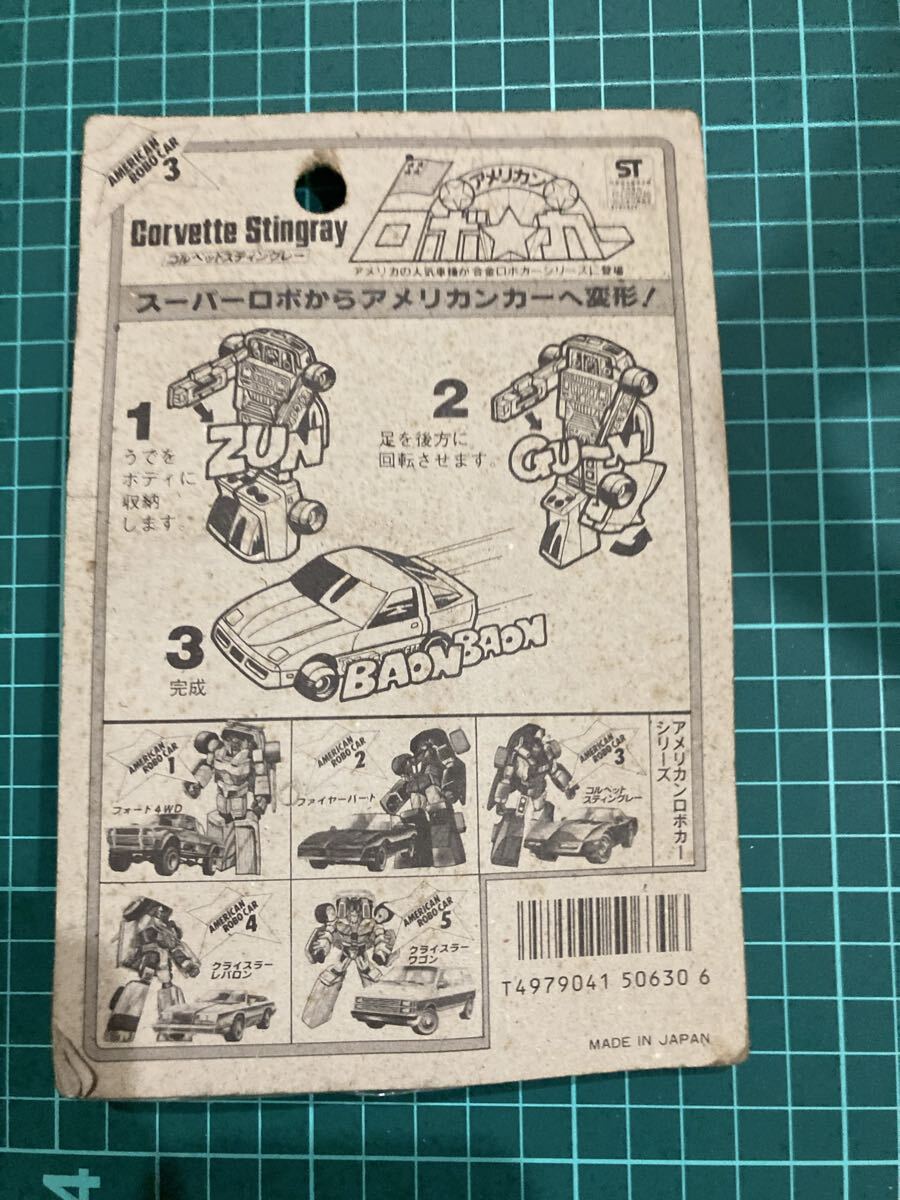 AMERICAN
ROBO CAR
3
Corvette Stingray
コルベットスティングレー
アメリカン
ロボカー
ST
アメリカの人気車種が合金ロボカーシリーズに登場
スーパーロボからアメリカンカーへ変形!
1
うでを
ボディに
収納
します。
ZUN
2
足を後方に
回転させます。
GU-N
3
完成
BAON BAON
AMERICAN
ROBO CAR
1
フォード4WD
AMERICAN
ROBO CAR
2
ファイヤーバード
AMERICAN
ROBO CAR
3
コルベット
スティングレー
アメリカンロボカー
シリーズ
AMERICAN
ROBO CAR
4
クライスラー
レバロン
AMERICAN
ROBO CAR
5
クライスラー
ワゴン
T4979041 50630 6
MADE IN JAPAN
4